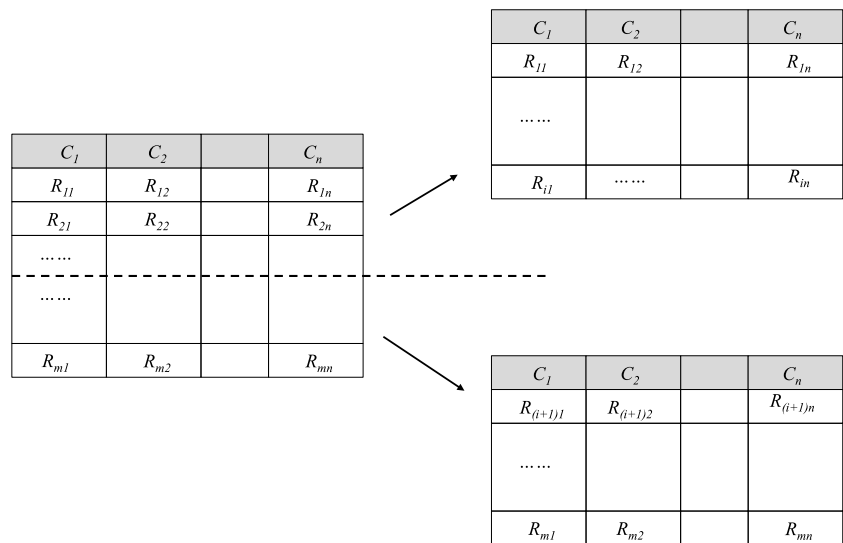 C1 C2 Cn
R11 R12 R1n
R21 R22 R2n
……
……
Rm1 Rm2 Rmn
C1 C2 Cn
R11 R12 R1n
……
Ri1 …… Rin
C1 C2 Cn
R(i+1)1 R(i+1)2 R(i+1)n
……
Rm1 Rm2 Rmn